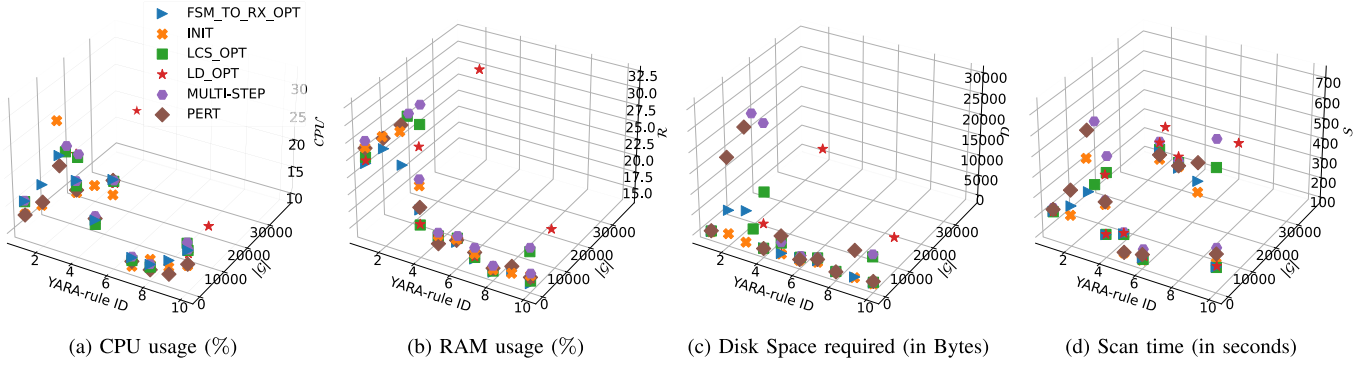 FSM_TO_RX_OPT
INIT
LCS_OPT
LD_OPT
MULTI-STEP
PERT
30
25
20
15
10
CPU
30000
20000
10000
0
|G|
2
4
6
8
10
YARA-rule ID
32.5
30.0
27.5
25.0
22.5
20.0
17.5
15.0
R
30000
20000
10000
0
|G|
2
4
6
8
10
YARA-rule ID
30000
25000
20000
15000
10000
5000
0
D
30000
20000
10000
0
|G|
2
4
6
8
10
YARA-rule ID
700
600
500
400
300
200
100
S
30000
20000
10000
0
|G|
2
4
6
8
10
YARA-rule ID
(a) CPU usage (%)
(b) RAM usage (%)
(c) Disk Space required (in Bytes)
(d) Scan time (in seconds)